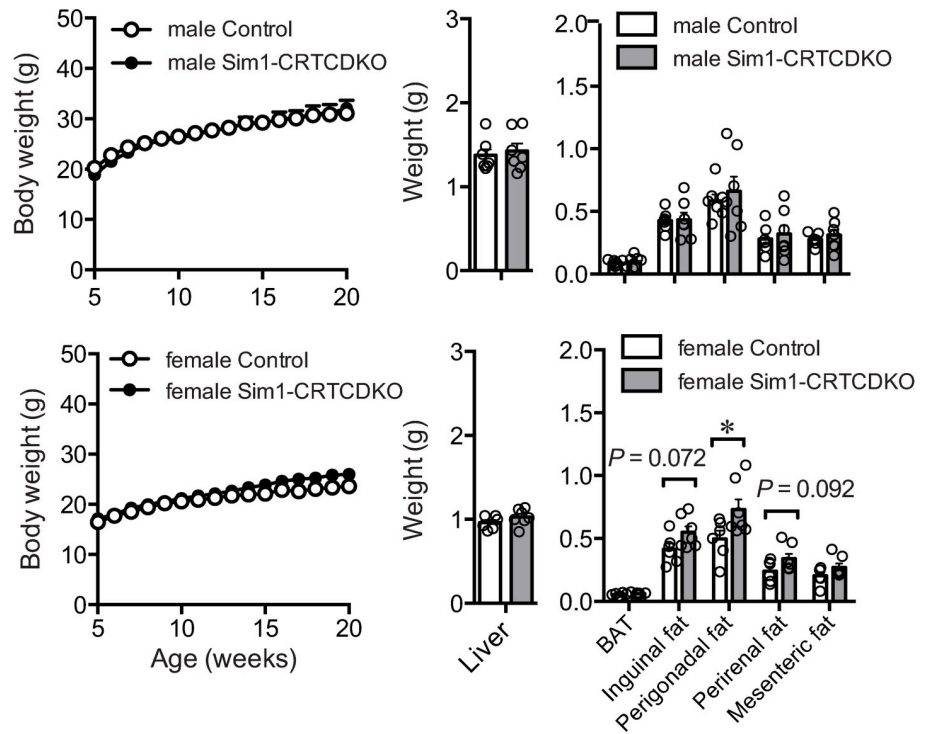 male Control
male Sim1-CRTCDKO
Body weight (g)
50
40
30
20
10
0
5
10
15
20
Weight (g)
3
2
1
0
male Control
male Sim1-CRTCDKO
2.0
1.5
1.0
0.5
0.0
female Control
female Sim1-CRTCDKO
Body weight (g)
50
40
30
20
10
0
5
10
15
20
Age (weeks)
Weight (g)
3
2
1
0
Liver
female Control
female Sim1-CRTCDKO
2.0
1.5
1.0
0.5
0.0
P = 0.072
*
P = 0.092
BAT
Inguinal fat
Perigonadal fat
Perirenal fat
Mesenteric fat